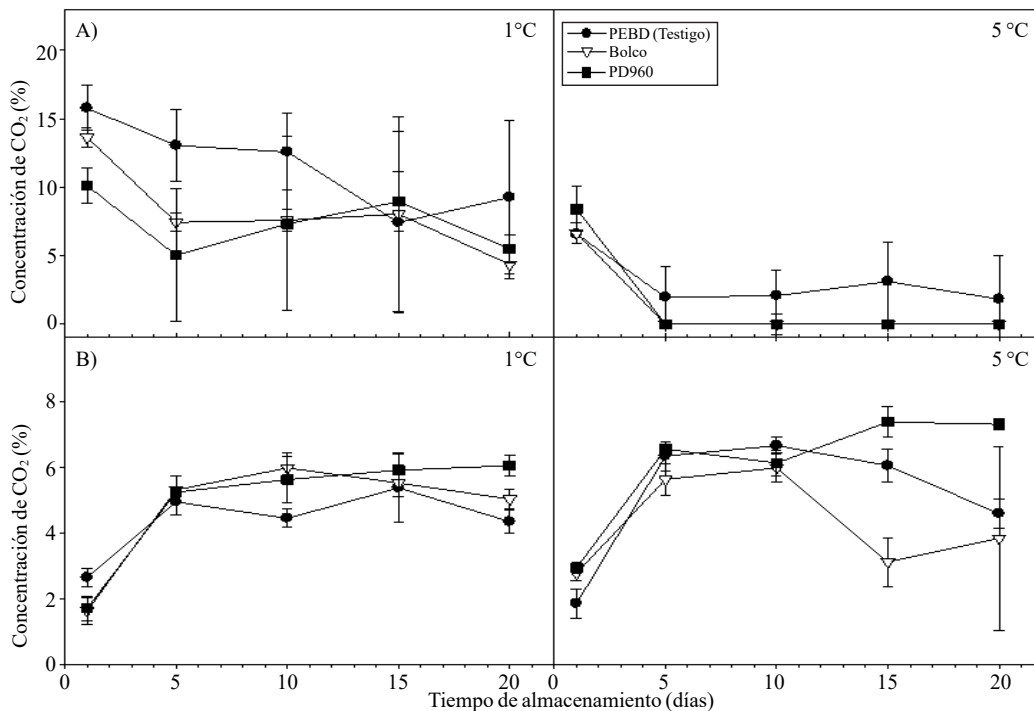 A)
1°C
5 °C
PEBD (Testigo)
Bolco
PD960
Concentración de CO₂ (%)
20
15
10
5
0
B)
1°C
5 °C
Concentración de CO₂ (%)
8
6
4
2
0
0 5 10 15 20 0 5 10 15 20
Tiempo de almacenamiento (días)